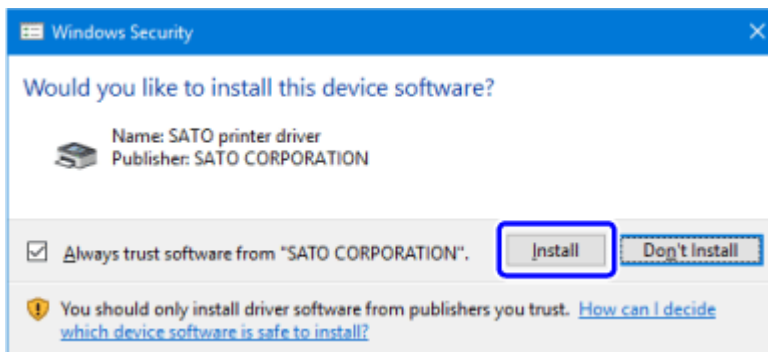 Windows Security
Would you like to install this device software?
Name: SATO printer driver
Publisher: SATO CORPORATION
Always trust software from "SATO CORPORATION".
Install
Don't Install
You should only install driver software from publishers you trust. How can I decide
which device software is safe to install?